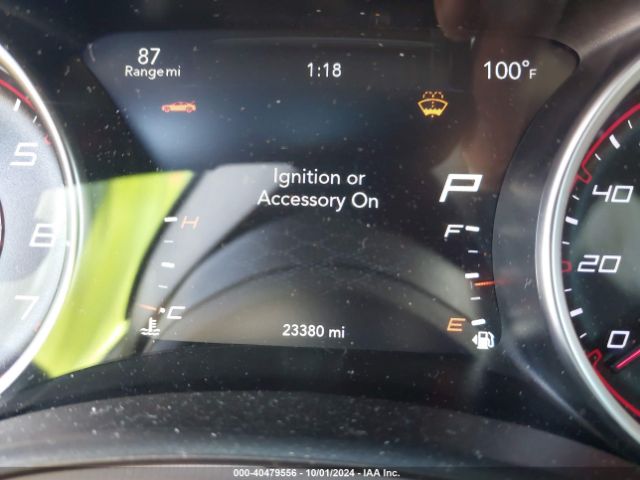 87
Range mi
1:18
100°F
Ignition or
Accessory On
P
H
C
F
E
23380 mi
5
6
7
40
20
0
000-40479556 - 10/01/2024 - IAA Inc.